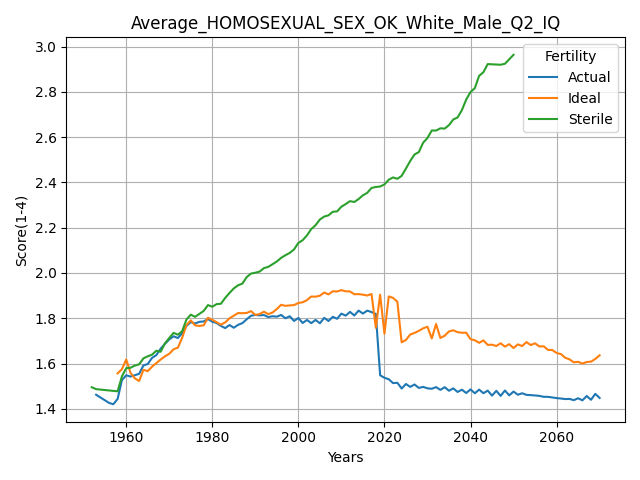 Average_HOMOSEXUAL_SEX_OK_White_Male_Q2_IQ
Score(1-4)
3.0
2.8
2.6
2.4
2.2
2.0
1.8
1.6
1.4
Fertility
Actual
Ideal
Sterile
1960 1980 2000 2020 2040 2060
Years